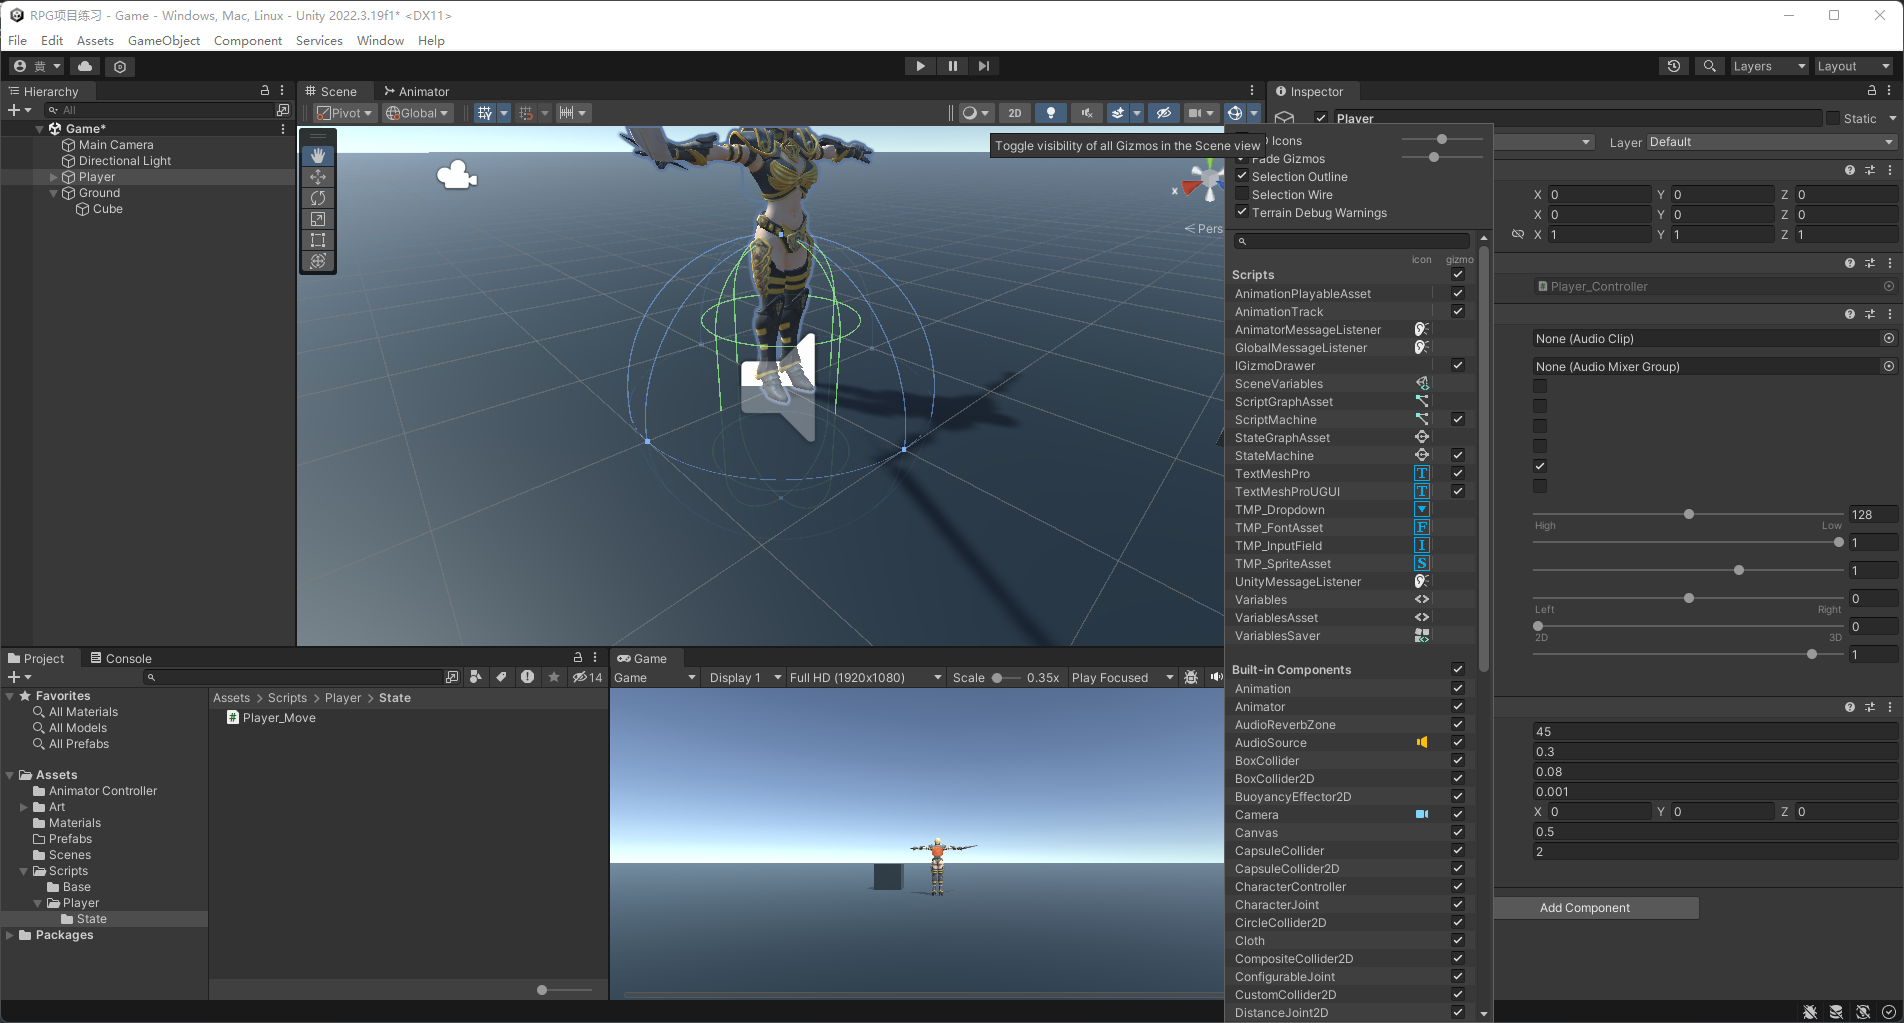 RPG项目练习 - Game - Windows, Mac, Linux - Unity 2022.3.19f1* <DX11>
File Edit Assets GameObject Component Services Window Help
黄
Layers
Layout
Hierarchy
All
Game*
Main Camera
Directional Light
Player
Ground
Cube
Scene
Animator
Pivot
Global
2D
Toggle visibility of all Gizmos in the Scene view
x
Pers
Icons
Fade Gizmos
Selection Outline
Selection Wire
Terrain Debug Warnings
icon gizmo
Scripts
AnimationPlayableAsset
AnimationTrack
AnimatorMessageListener
GlobalMessageListener
IGizmoDrawer
SceneVariables
ScriptGraphAsset
ScriptMachine
StateGraphAsset
StateMachine
TextMeshPro
TextMeshProUGUI
TMP_Dropdown
TMP_FontAsset
TMP_InputField
TMP_SpriteAsset
UnityMessageListener
Variables
VariablesAsset
VariablesSaver
Built-in Components
Animation
Animator
AudioReverbZone
AudioSource
BoxCollider
BoxCollider2D
BuoyancyEffector2D
Camera
Canvas
CapsuleCollider
CapsuleCollider2D
CharacterController
CharacterJoint
CircleCollider2D
Cloth
CompositeCollider2D
ConfigurableJoint
CustomCollider2D
DistanceJoint2D
Inspector
Player
Static
Layer Default
X 0 Y 0 Z 0
X 0 Y 0 Z 0
X 1 Y 1 Z 1
Player_Controller
None (Audio Clip)
None (Audio Mixer Group)
128
High Low
1
1
0
Left Right
0
2D 3D
1
45
0.3
0.08
0.001
X 0 Y 0 Z 0
0.5
2
Add Component
Project
Console
14
Favorites
All Materials
All Models
All Prefabs
Assets
Animator Controller
Art
Materials
Prefabs
Scenes
Scripts
Base
Player
State
Packages
Assets > Scripts > Player > State
Player_Move
Game
Game Display 1 Full HD (1920x1080) Scale 0.35x Play Focused